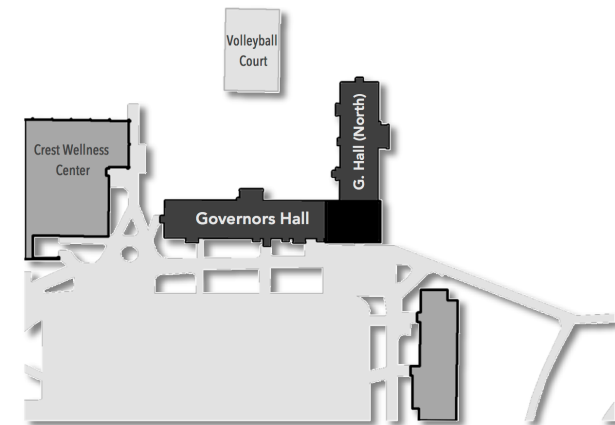 Volleyball
Court
G. Hall (North)
Crest Wellness
Center
Governors Hall